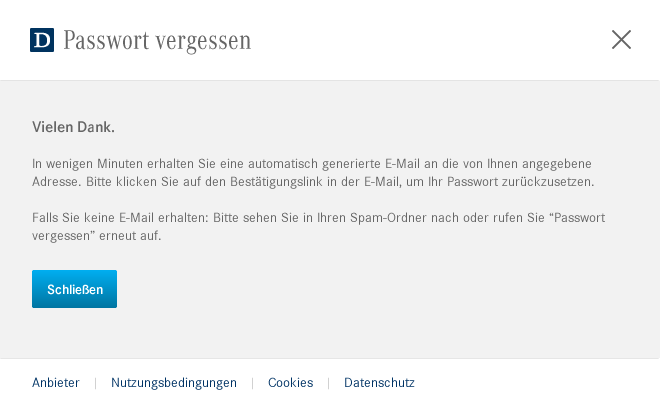 D Passwort vergessen
Vielen Dank.
In wenigen Minuten erhalten Sie eine automatisch generierte E-Mail an die von Ihnen angegebene
Adresse. Bitte klicken Sie auf den Bestätigungslink in der E-Mail, um Ihr Passwort zurückzusetzen.
Falls Sie keine E-Mail erhalten: Bitte sehen Sie in Ihren Spam-Ordner nach oder rufen Sie “Passwort
vergessen” erneut auf.
Schließen
Anbieter | Nutzungsbedingungen | Cookies | Datenschutz